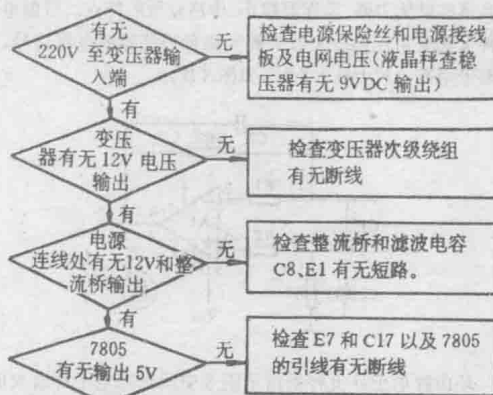 有无
220V 至变压器输
入端
无
检查电源保险丝和电源接线
板及电网电压(液晶秤查稳
压器有无 9VDC 输出)
有
变压
器有无 12V 电压
输出
无
检查变压器次级绕组
有无断线
有
电源
连线处有无12V和整
流桥输出
无
检查整流桥和滤波电容
C8、E1 有无短路。
有
7805
有无输出 5V
无
检查 E7 和 C17 以及 7805
的引线有无断线